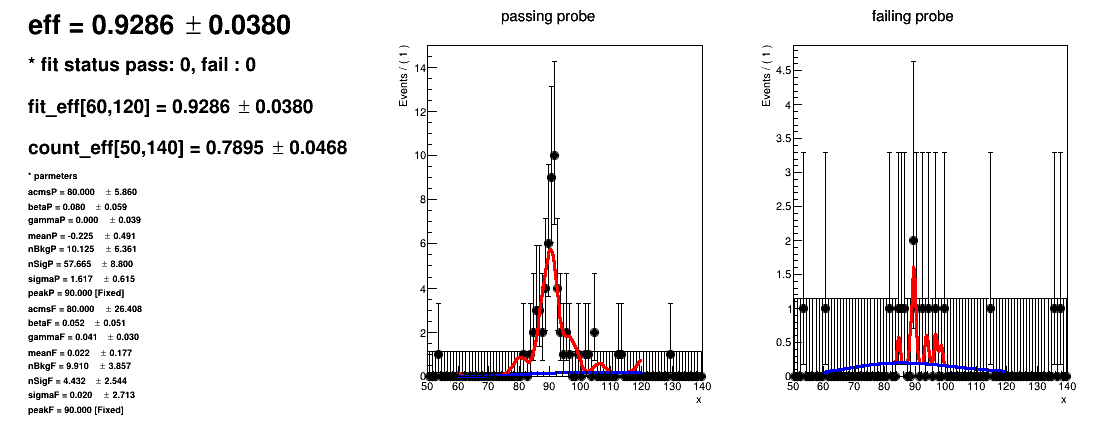 eff = 0.9286 ± 0.0380
* fit status pass: 0, fail : 0
fit_eff[60,120] = 0.9286 ± 0.0380
count_eff[50,140] = 0.7895 ± 0.0468
* parmeters
acmsP = 80.000 ± 5.860
betaP = 0.080 ± 0.059
gammaP = 0.000 ± 0.039
meanP = -0.225 ± 0.491
nBkgP = 10.125 ± 6.361
nSigP = 57.665 ± 8.800
sigmaP = 1.617 ± 0.615
peakP = 90.000 [Fixed]
acmsF = 80.000 ± 26.408
betaF = 0.052 ± 0.051
gammaF = 0.041 ± 0.030
meanF = 0.022 ± 0.177
nBkgF = 9.910 ± 3.857
nSigF = 4.432 ± 2.544
sigmaF = 0.020 ± 2.713
peakF = 90.000 [Fixed]
passing probe
Events / ( 1 )
14
12
10
8
6
4
2
0
50 60 70 80 90 100 110 120 130 140
x
failing probe
Events / ( 1 )
4.5
4
3.5
3
2.5
2
1.5
1
0.5
0
50 60 70 80 90 100 110 120 130 140
x